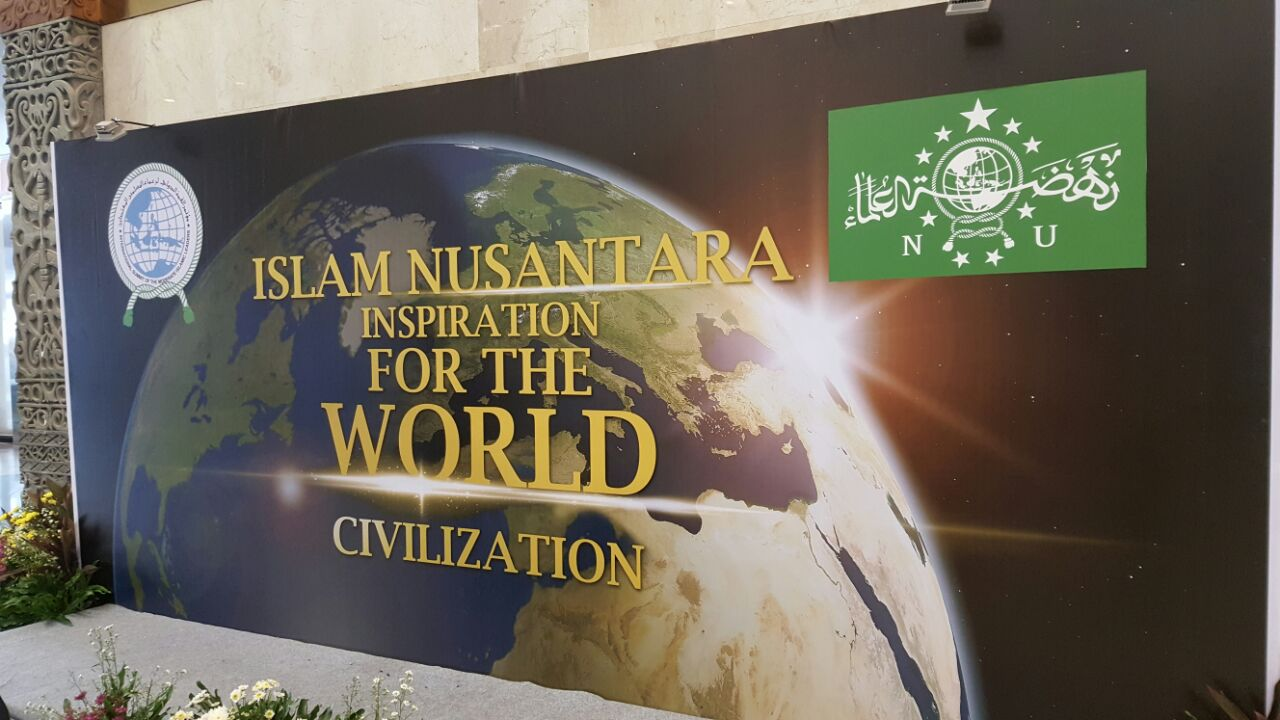 ISLAM NUSANTARA
INSPIRATION
FOR THE
WORLD
CIVILIZATION
نهضة العلماء
N U